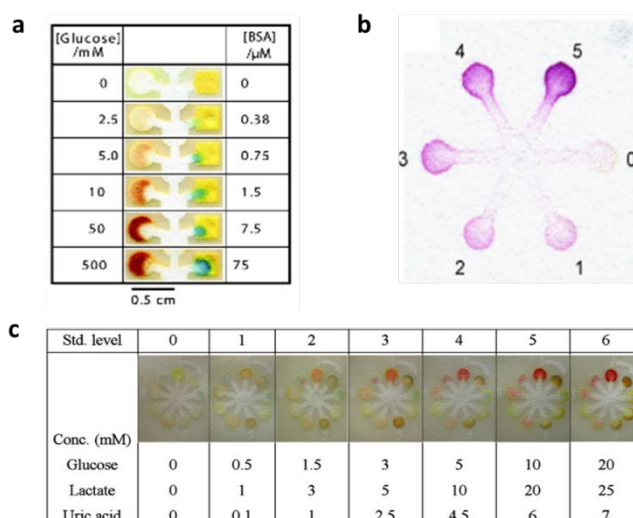 a
[Glucose] /mM
[BSA] /µM
0 0
2.5 0.38
5.0 0.75
10 1.5
50 7.5
500 75
0.5 cm
b
4 5
3 0
2 1
c
Std. level 0 1 2 3 4 5 6
Conc. (mM)
Glucose 0 0.5 1.5 3 5 10 20
Lactate 0 1 3 5 10 20 25
Uric acid 0 0.1 1 2.5 4.5 6 7